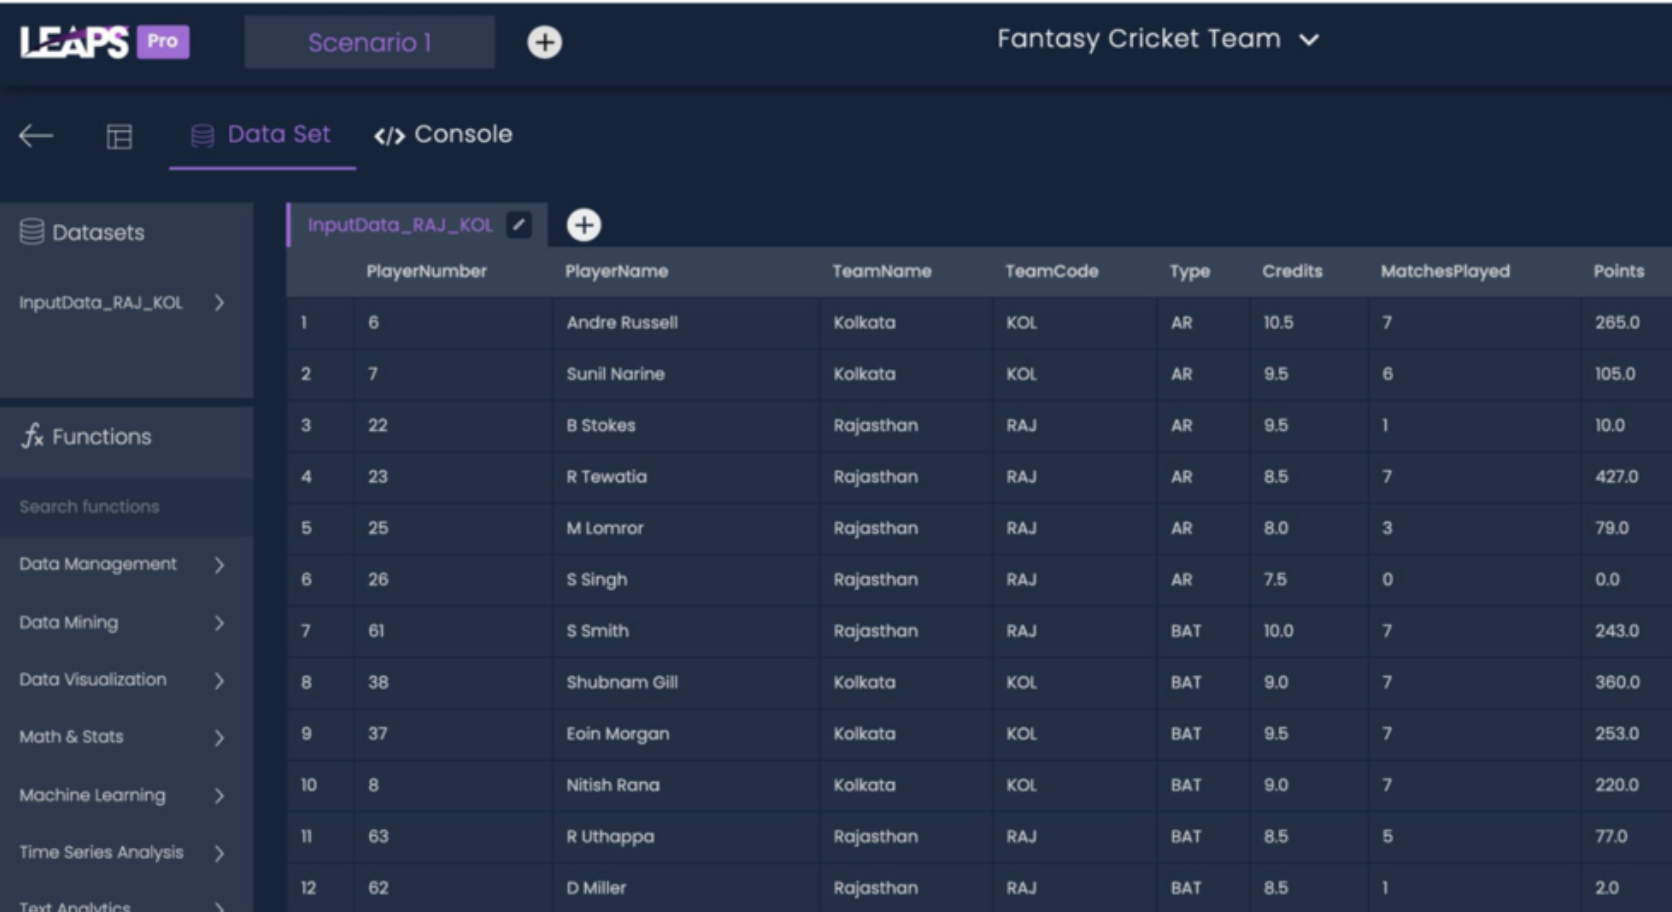 LEAPS Pro Scenario 1 Fantasy Cricket Team
Data Set </> Console
Datasets
InputData_RAJ_KOL
fx Functions
Search functions
Data Management
Data Mining
Data Visualization
Math & Stats
Machine Learning
Time Series Analysis
Text Analytics
InputData_RAJ_KOL
PlayerNumber PlayerName TeamName TeamCode Type Credits MatchesPlayed Points
1 6 Andre Russell Kolkata KOL AR 10.5 7 265.0
2 7 Sunil Narine Kolkata KOL AR 9.5 6 105.0
3 22 B Stokes Rajasthan RAJ AR 9.5 1 10.0
4 23 R Tewatia Rajasthan RAJ AR 8.5 7 427.0
5 25 M Lomror Rajasthan RAJ AR 8.0 3 79.0
6 26 S Singh Rajasthan RAJ AR 7.5 0 0.0
7 61 S Smith Rajasthan RAJ BAT 10.0 7 243.0
8 38 Shubnam Gill Kolkata KOL BAT 9.0 7 360.0
9 37 Eoin Morgan Kolkata KOL BAT 9.5 7 253.0
10 8 Nitish Rana Kolkata KOL BAT 9.0 7 220.0
11 63 R Uthappa Rajasthan RAJ BAT 8.5 5 77.0
12 62 D Miller Rajasthan RAJ BAT 8.5 1 2.0